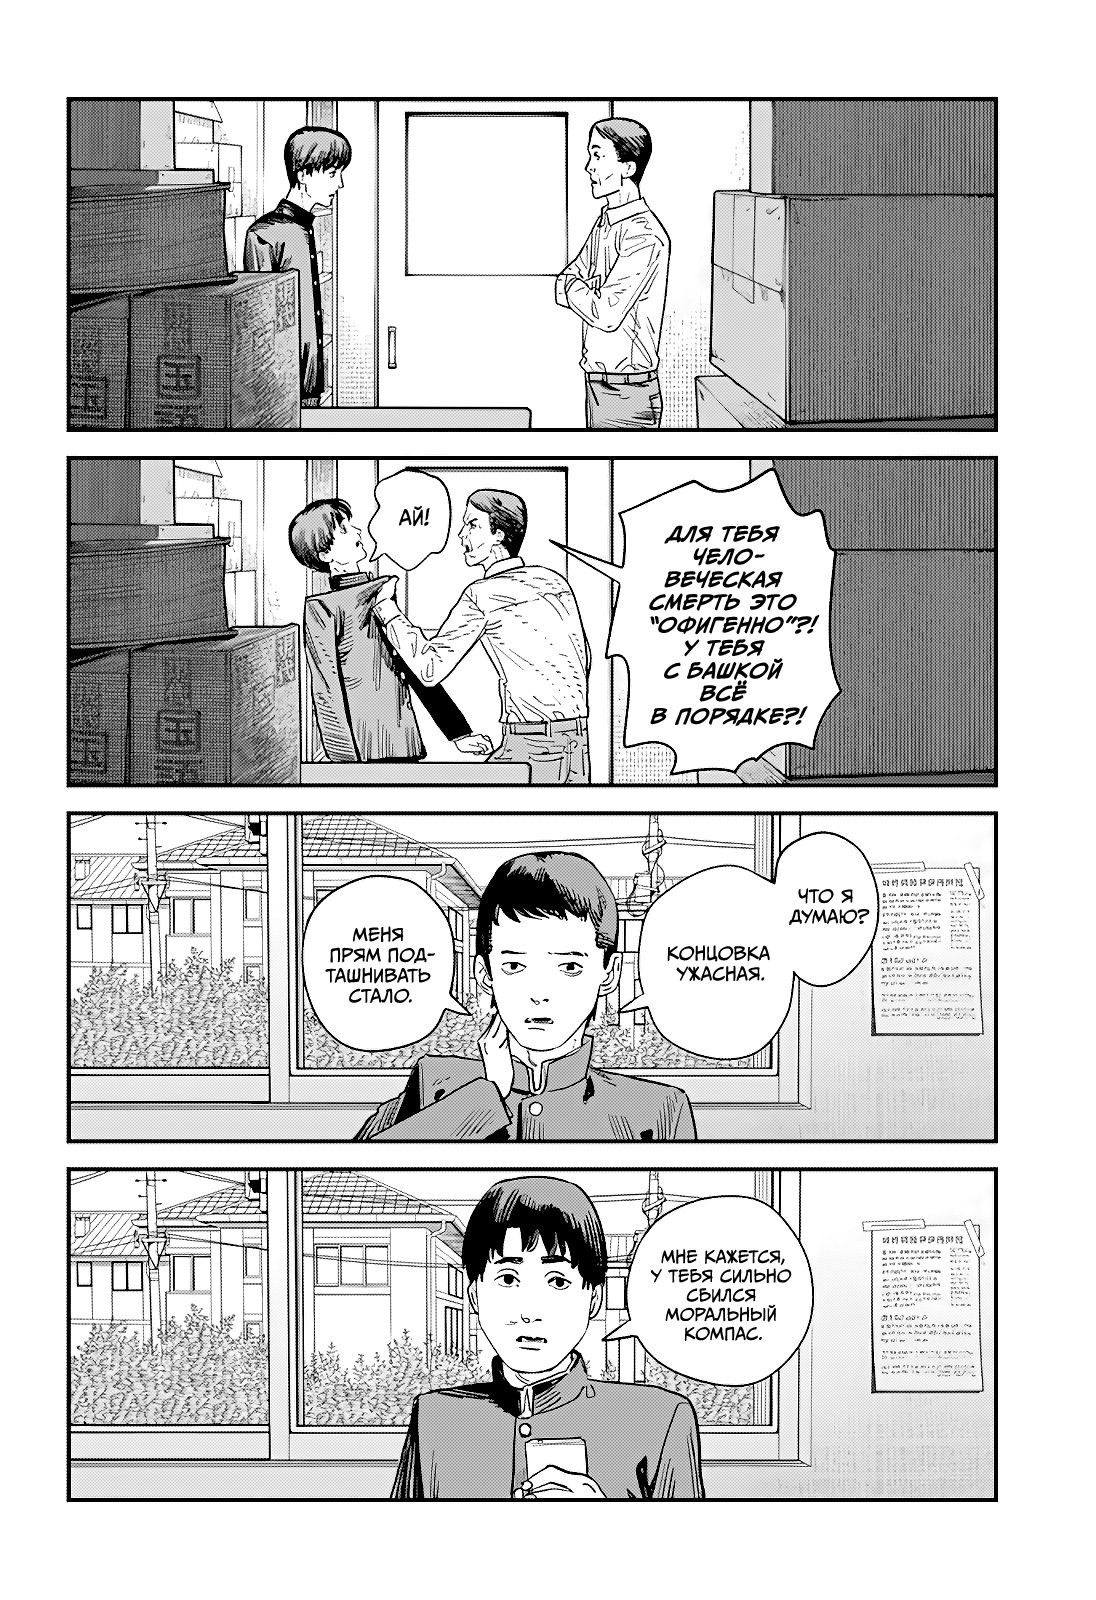 АЙ!
ДЛЯ ТЕБЯ
ЧЕЛО-
ВЕЧЕСКАЯ
СМЕРТЬ ЭТО
“ОФИГЕННО”?!
У ТЕБЯ
С БАШКОЙ
ВСЁ
В ПОРЯДКЕ?!
ЧТО Я
ДУМАЮ?
КОНЦОВКА
УЖАСНАЯ.
МЕНЯ
ПРЯМ ПОД-
ТАШНИВАТЬ
СТАЛО.
МНЕ КАЖЕТСЯ,
У ТЕБЯ СИЛЬНО
СБИЛСЯ
МОРАЛЬНЫЙ
КОМПАС.